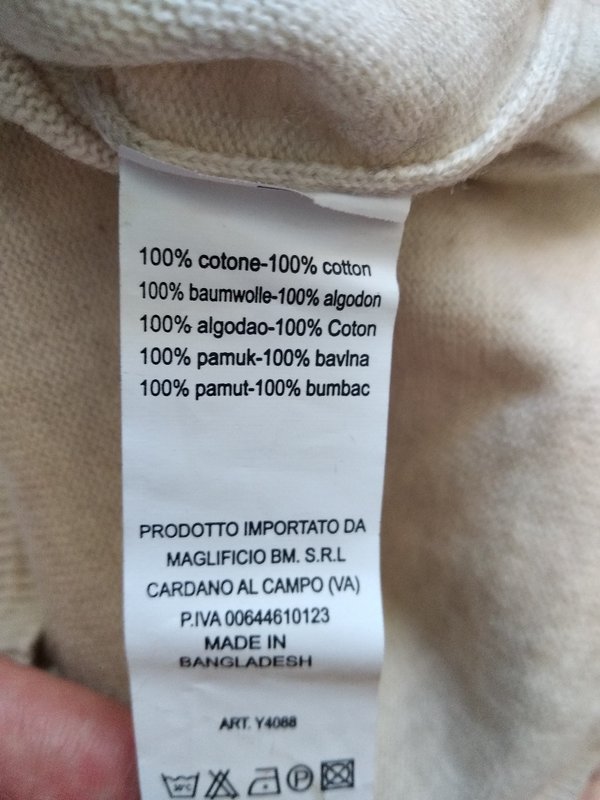 100% cotone-100% cotton
100% baumwolle-100% algodon
100% algodao-100% Coton
100% pamuk-100% bavlna
100% pamut-100% bumbac
PRODOTTO IMPORTATO DA
MAGLIFICIO BM. S.R.L
CARDANO AL CAMPO (VA)
P.IVA 00644610123
MADE IN
BANGLADESH
ART. Y4088
30°C P